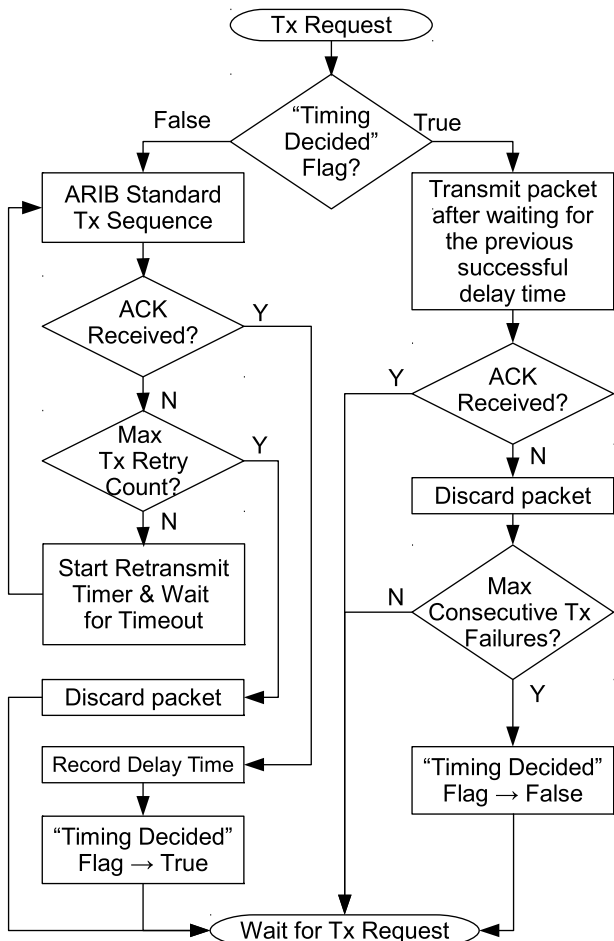 Tx Request
“Timing
Decided”
Flag?
False
True
ARIB Standard
Tx Sequence
Transmit packet
after waiting for
the previous
successful
delay time
ACK
Received?
Y
N
Max
Tx Retry
Count?
Y
N
Start Retransmit
Timer & Wait
for Timeout
Discard packet
Record Delay Time
“Timing Decided”
Flag → True
ACK
Received?
Y
N
Discard packet
Max
Consecutive Tx
Failures?
N
Y
“Timing Decided”
Flag → False
Wait for Tx Request